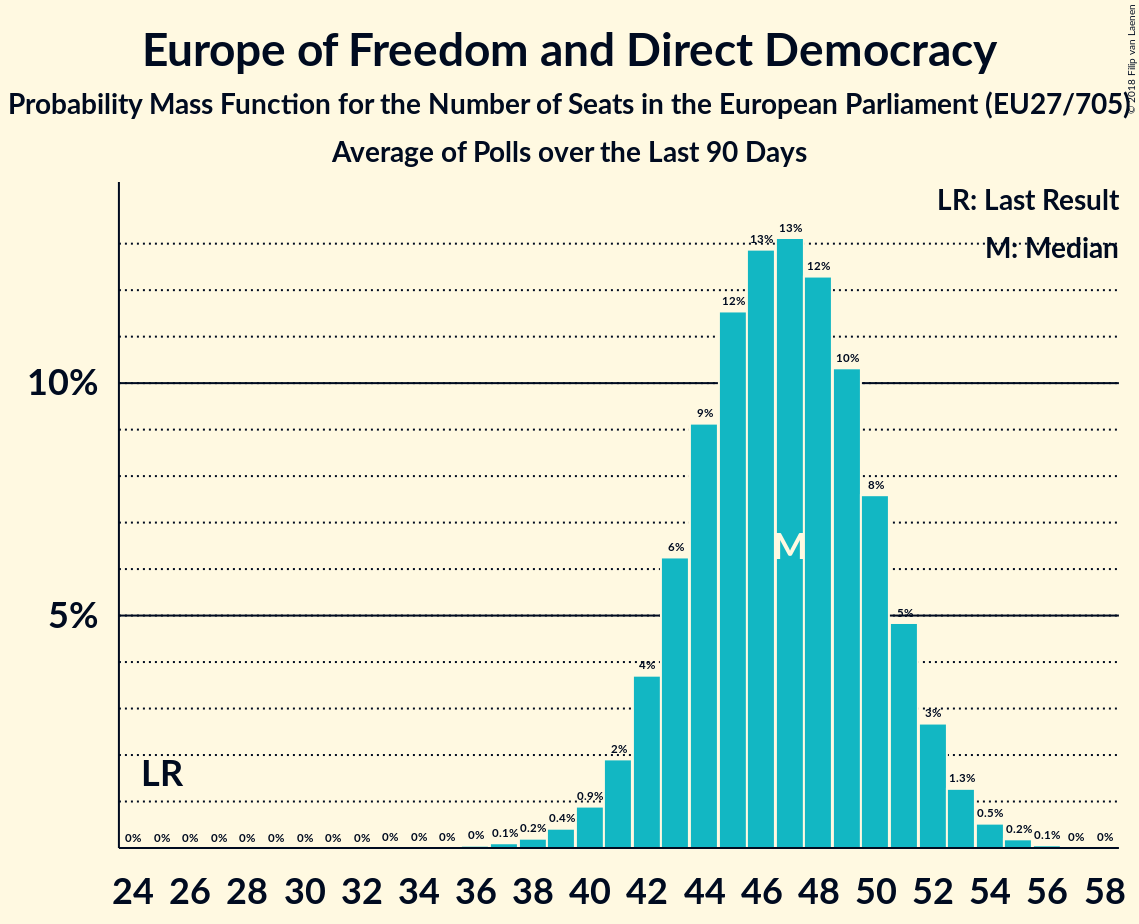 Europe of Freedom and Direct Democracy
Probability Mass Function for the Number of Seats in the European Parliament (EU27/705)
Average of Polls over the Last 90 Days
© 2018 Filip van Laenen
LR: Last Result
M: Median
10%
5%
LR
M
0% 0% 0% 0% 0% 0% 0% 0% 0% 0% 0% 0% 0% 0.1% 0.2% 0.4% 0.9% 2% 4% 6% 9% 12% 13% 13% 12% 10% 8% 5% 3% 1.3% 0.5% 0.2% 0.1% 0% 0%
24 26 28 30 32 34 36 38 40 42 44 46 48 50 52 54 56 58